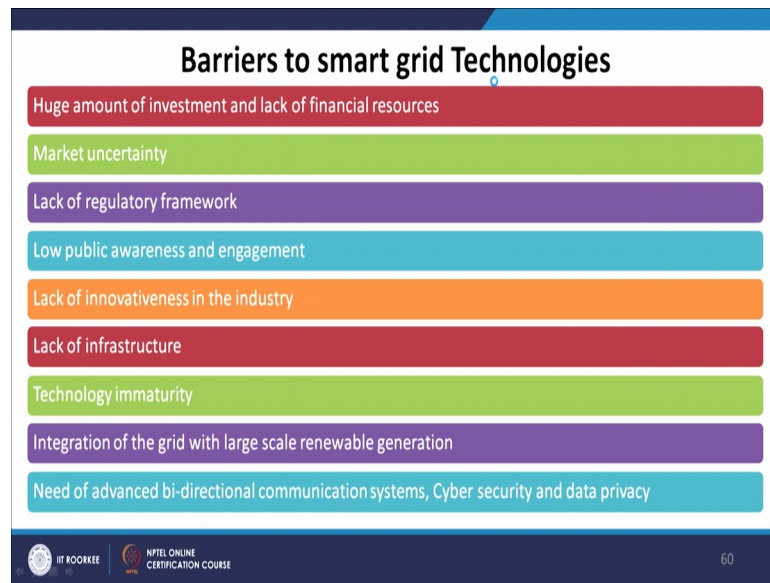 Barriers to smart grid Technologies
Huge amount of investment and lack of financial resources
Market uncertainty
Lack of regulatory framework
Low public awareness and engagement
Lack of innovativeness in the industry
Lack of infrastructure
Technology immaturity
Integration of the grid with large scale renewable generation
Need of advanced bi-directional communication systems, Cyber security and data privacy
IIT ROORKEE
NPTEL ONLINE
CERTIFICATION COURSE
NPTEL
60